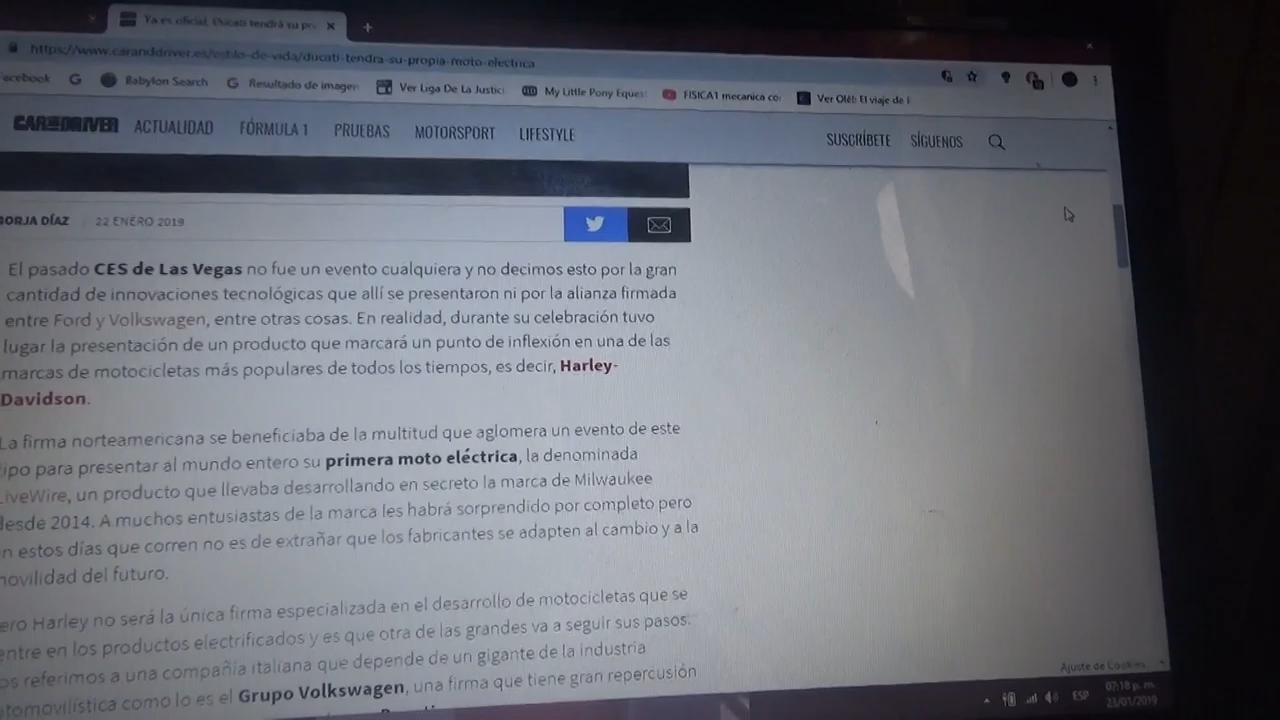 Ya es oficial, Ducati tendrá su pro
https://www.caranddriver.es/estilo-de-vida/ducati-tendra-su-propia-moto-electrica
acebook Babylon Search Resultado de imagen Ver Liga De La Justici My Little Pony Eques FISICA1 mecanica co Ver Olé!: El viaje de
CAR AND DRIVER ACTUALIDAD FÓRMULA 1 PRUEBAS MOTORSPORT LIFESTYLE SUSCRÍBETE SÍGUENOS
BORJA DÍAZ 22 ENERO 2019
El pasado CES de Las Vegas no fue un evento cualquiera y no decimos esto por la gran
cantidad de innovaciones tecnológicas que allí se presentaron ni por la alianza firmada
entre Ford y Volkswagen, entre otras cosas. En realidad, durante su celebración tuvo
lugar la presentación de un producto que marcará un punto de inflexión en una de las
marcas de motocicletas más populares de todos los tiempos, es decir, Harley-
Davidson.
La firma norteamericana se beneficiaba de la multitud que aglomera un evento de este
tipo para presentar al mundo entero su primera moto eléctrica, la denominada
LiveWire, un producto que llevaba desarrollando en secreto la marca de Milwaukee
desde 2014. A muchos entusiastas de la marca les habrá sorprendido por completo pero
en estos días que corren no es de extrañar que los fabricantes se adapten al cambio y a la
movilidad del futuro.
ero Harley no será la única firma especializada en el desarrollo de motocicletas que se
entre en los productos electrificados y es que otra de las grandes va a seguir sus pasos.
os referimos a una compañía italiana que depende de un gigante de la industria
tomovilística como lo es el Grupo Volkswagen, una firma que tiene gran repercusión
Ajuste de Cookies
ESP 07:18 p. m.
23/01/2019